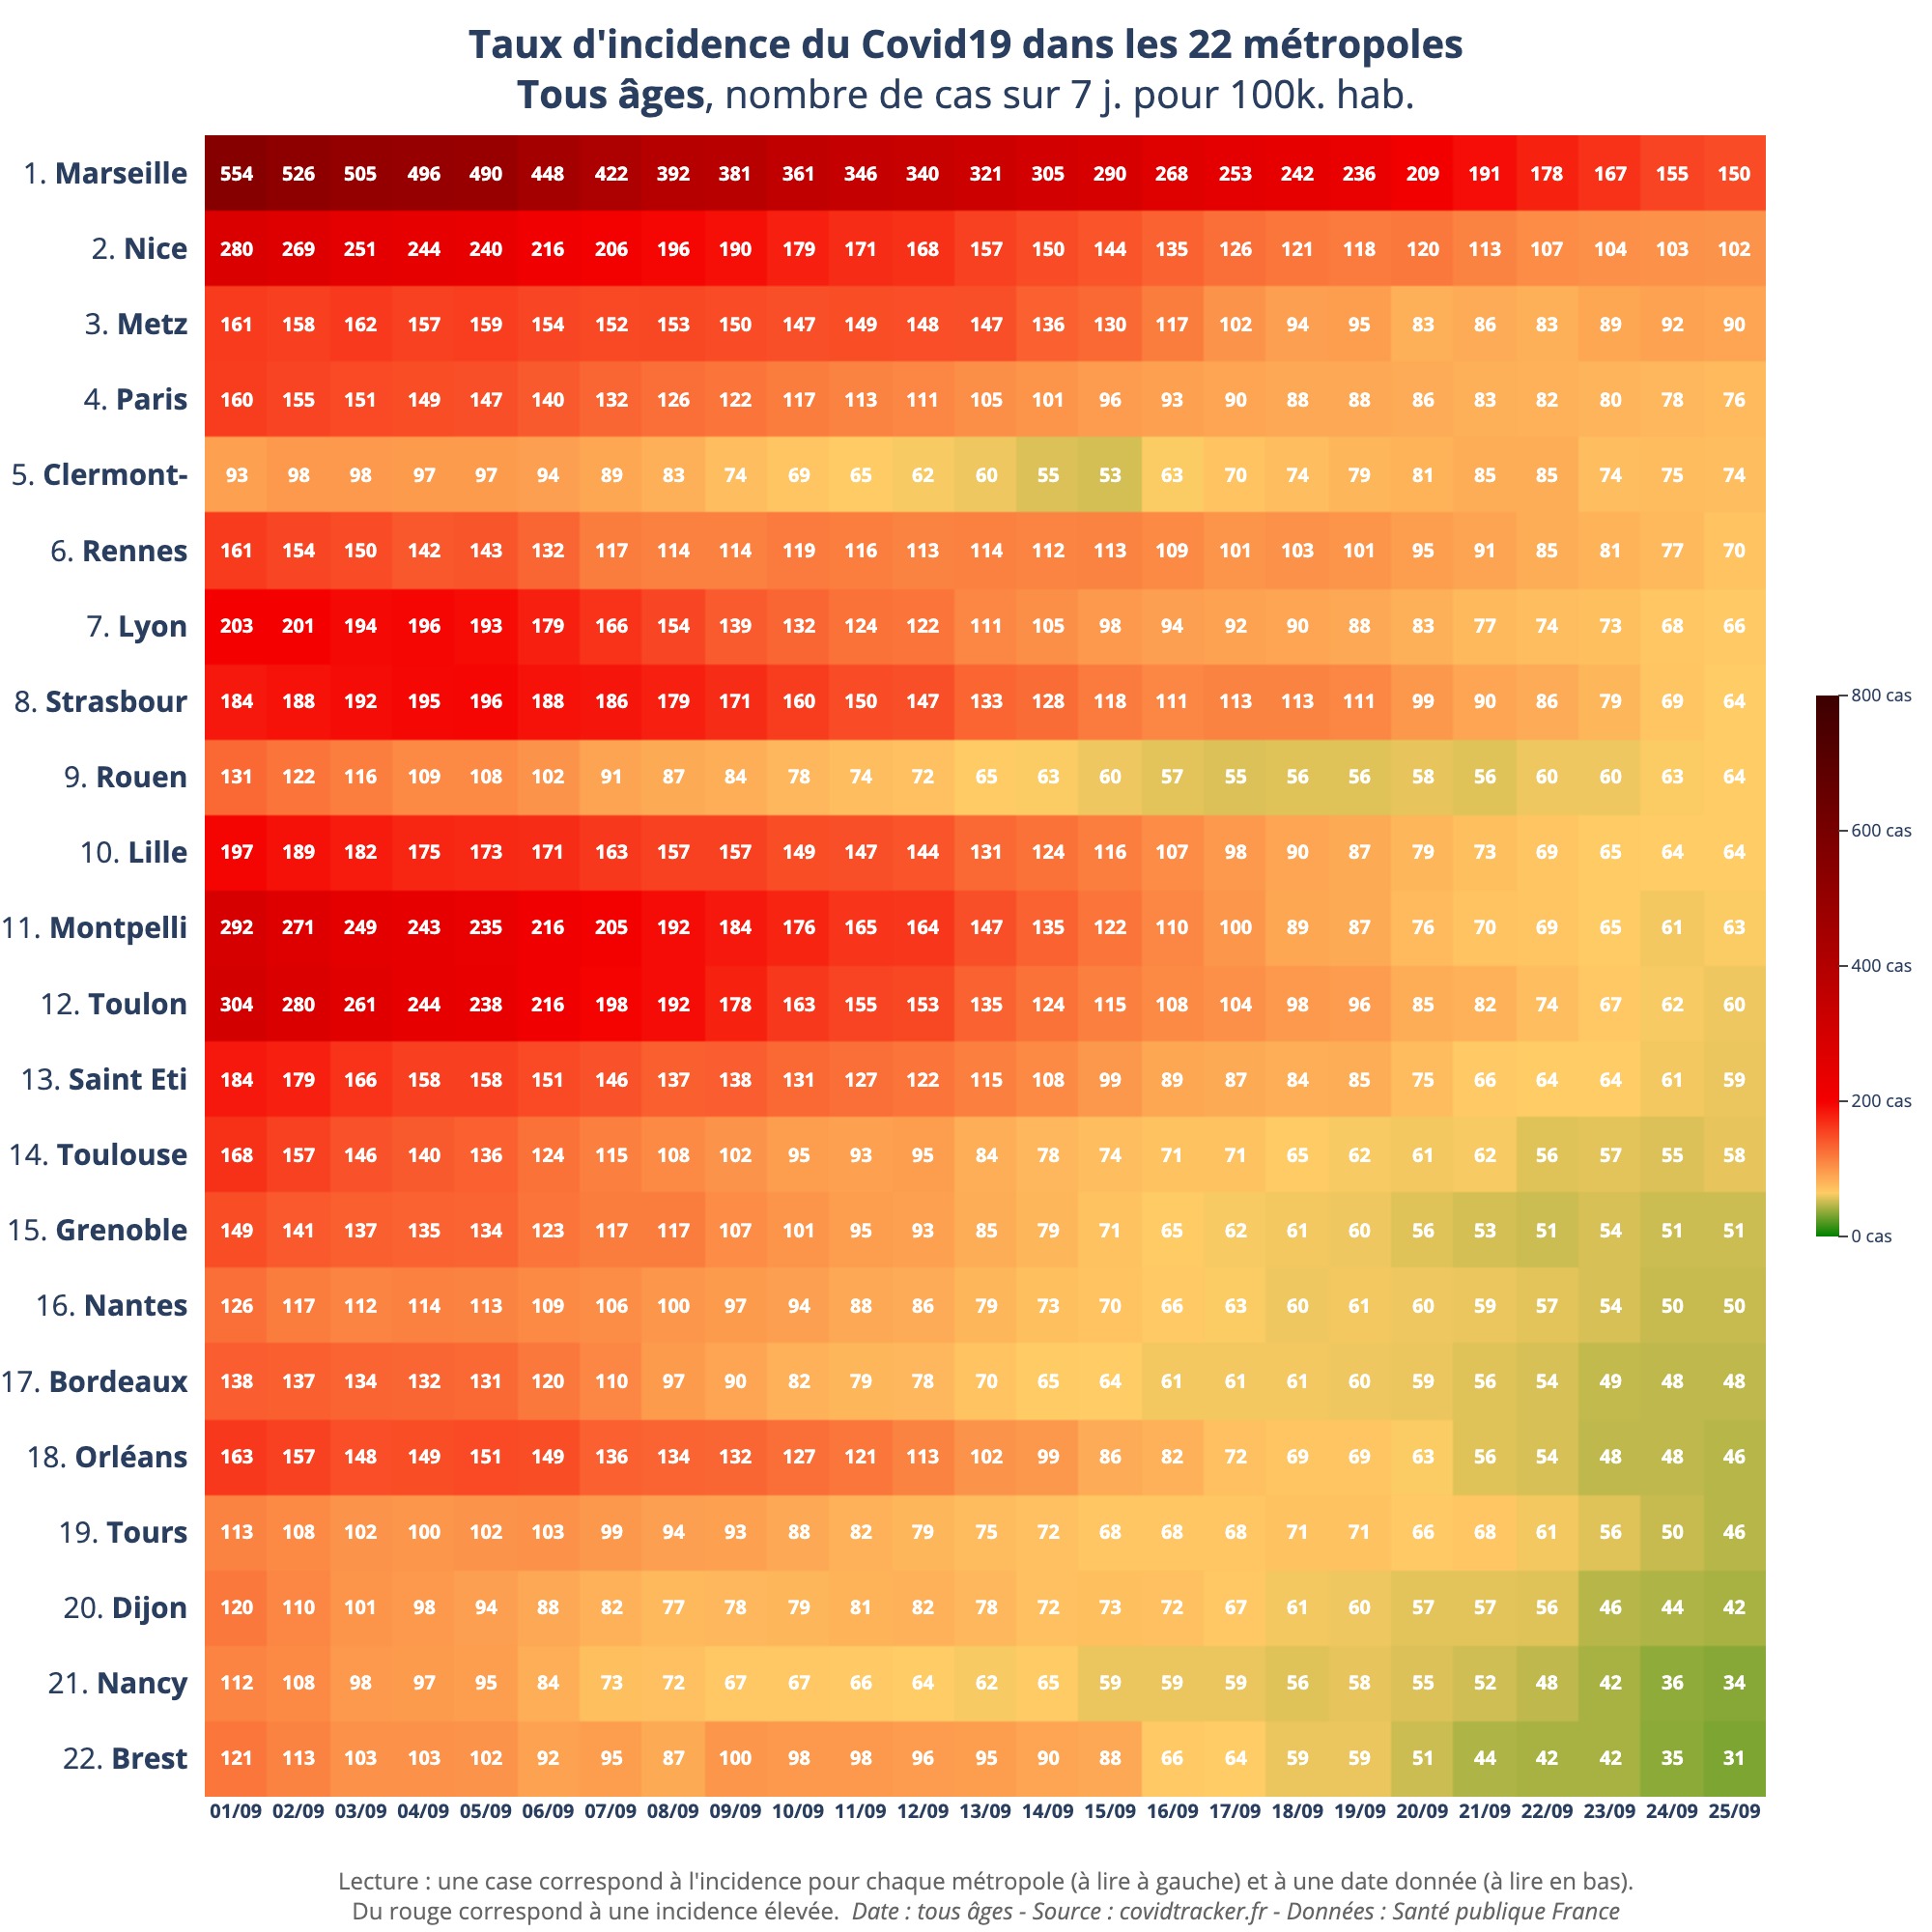 Taux d'incidence du Covid19 dans les 22 métropoles
Tous âges, nombre de cas sur 7 j. pour 100k. hab.
1. Marseille 554 526 505 496 490 448 422 392 381 361 346 340 321 305 290 268 253 242 236 209 191 178 167 155 150
2. Nice 280 269 251 244 240 216 206 196 190 179 171 168 157 150 144 135 126 121 118 120 113 107 104 103 102
3. Metz 161 158 162 157 159 154 152 153 150 147 149 148 147 136 130 117 102 94 95 83 86 83 89 92 90
4. Paris 160 155 151 149 147 140 132 126 122 117 113 111 105 101 96 93 90 88 88 86 83 82 80 78 76
5. Clermont- 93 98 98 97 97 94 89 83 74 69 65 62 60 55 53 63 70 74 79 81 85 85 74 75 74
6. Rennes 161 154 150 142 143 132 117 114 114 119 116 113 114 112 113 109 101 103 101 95 91 85 81 77 70
7. Lyon 203 201 194 196 193 179 166 154 139 132 124 122 111 105 98 94 92 90 88 83 77 74 73 68 66
8. Strasbour 184 188 192 195 196 188 186 179 171 160 150 147 133 128 118 111 113 113 111 99 90 86 79 69 64
9. Rouen 131 122 116 109 108 102 91 87 84 78 74 72 65 63 60 57 55 56 56 58 56 60 60 63 64
10. Lille 197 189 182 175 173 171 163 157 157 149 147 144 131 124 116 107 98 90 87 79 73 69 65 64 64
11. Montpelli 292 271 249 243 235 216 205 192 184 176 165 164 147 135 122 110 100 89 87 76 70 69 65 61 63
12. Toulon 304 280 261 244 238 216 198 192 178 163 155 153 135 124 115 108 104 98 96 85 82 74 67 62 60
13. Saint Eti 184 179 166 158 158 151 146 137 138 131 127 122 115 108 99 89 87 84 85 75 66 64 64 61 59
14. Toulouse 168 157 146 140 136 124 115 108 102 95 93 95 84 78 74 71 71 65 62 61 62 56 57 55 58
15. Grenoble 149 141 137 135 134 123 117 117 107 101 95 93 85 79 71 65 62 61 60 56 53 51 54 51 51
16. Nantes 126 117 112 114 113 109 106 100 97 94 88 86 79 73 70 66 63 60 61 60 59 57 54 50 50
17. Bordeaux 138 137 134 132 131 120 110 97 90 82 79 78 70 65 64 61 61 61 60 59 56 54 49 48 48
18. Orléans 163 157 148 149 151 149 136 134 132 127 121 113 102 99 86 82 72 69 69 63 56 54 48 48 46
19. Tours 113 108 102 100 102 103 99 94 93 88 82 79 75 72 68 68 68 71 71 66 68 61 56 50 46
20. Dijon 120 110 101 98 94 88 82 77 78 79 81 82 78 72 73 72 67 61 60 57 57 56 46 44 42
21. Nancy 112 108 98 97 95 84 73 72 67 67 66 64 62 65 59 59 59 56 58 55 52 48 42 36 34
22. Brest 121 113 103 103 102 92 95 87 100 98 98 96 95 90 88 66 64 59 59 51 44 42 42 35 31
01/09 02/09 03/09 04/09 05/09 06/09 07/09 08/09 09/09 10/09 11/09 12/09 13/09 14/09 15/09 16/09 17/09 18/09 19/09 20/09 21/09 22/09 23/09 24/09 25/09
800 cas
600 cas
400 cas
200 cas
0 cas
Lecture : une case correspond à l'incidence pour chaque métropole (à lire à gauche) et à une date donnée (à lire en bas).
Du rouge correspond à une incidence élevée. Date : tous âges - Source : covidtracker.fr - Données : Santé publique France